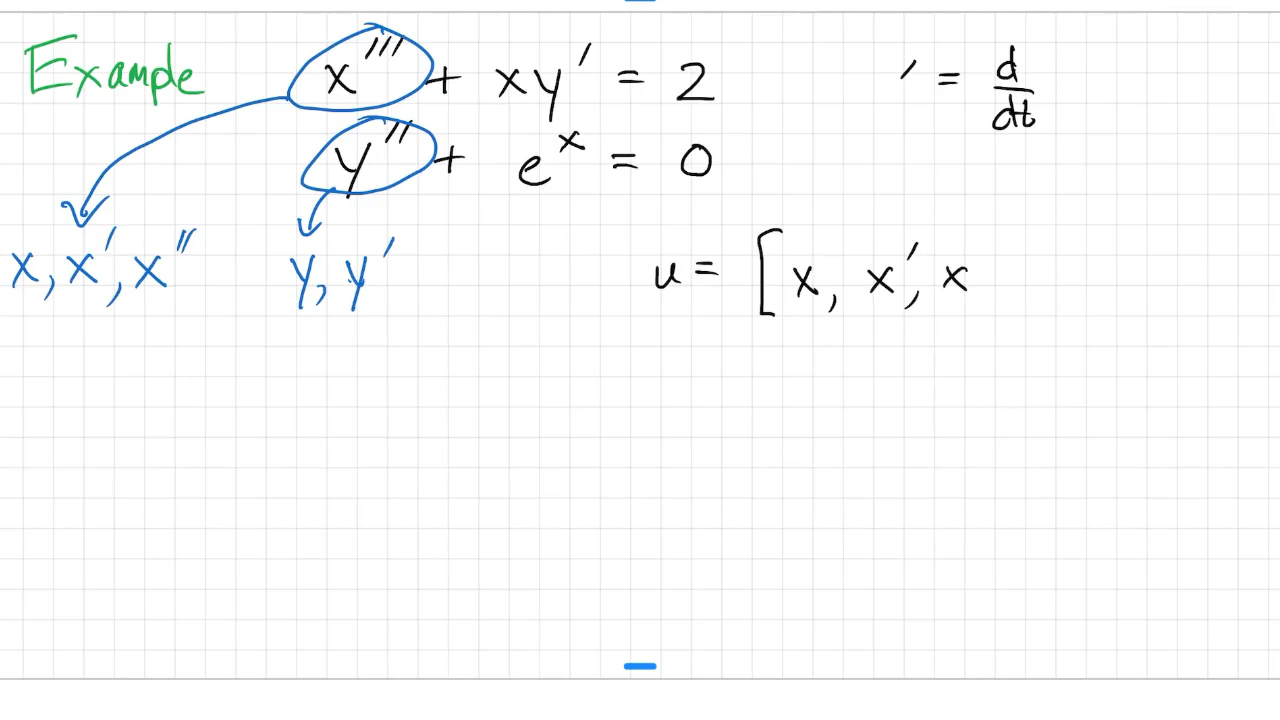 Example x''' + xy' = 2 ' = d/dt
y'' + e^x = 0
x, x', x'' y, y' u = [x, x', x